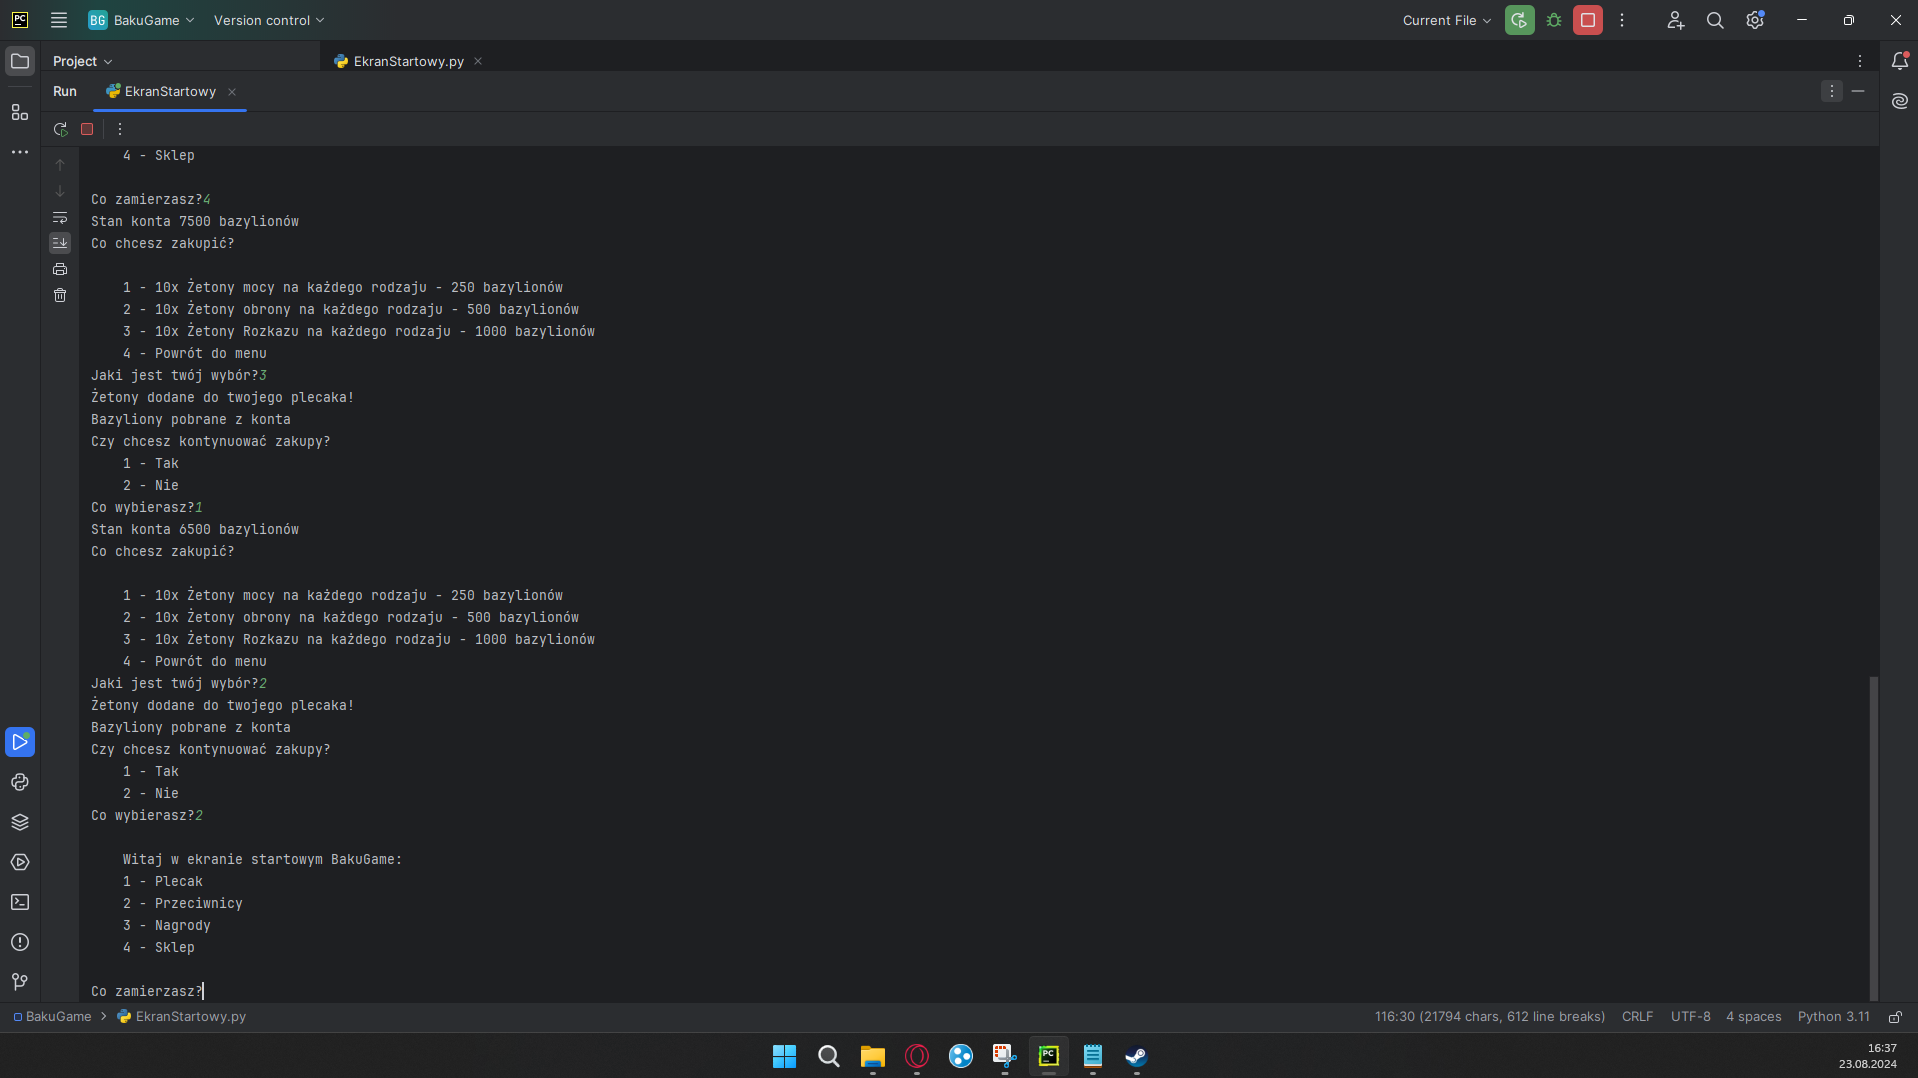 PC
BG BakuGame Version control Current File
Project EkranStartowy.py
Run EkranStartowy
4 - Sklep
Co zamierzasz?4
Stan konta 7500 bazylionów
Co chcesz zakupić?
1 - 10x Żetony mocy na każdego rodzaju - 250 bazylionów
2 - 10x Żetony obrony na każdego rodzaju - 500 bazylionów
3 - 10x Żetony Rozkazu na każdego rodzaju - 1000 bazylionów
4 - Powrót do menu
Jaki jest twój wybór?3
Żetony dodane do twojego plecaka!
Bazyliony pobrane z konta
Czy chcesz kontynuować zakupy?
1 - Tak
2 - Nie
Co wybierasz?1
Stan konta 6500 bazylionów
Co chcesz zakupić?
1 - 10x Żetony mocy na każdego rodzaju - 250 bazylionów
2 - 10x Żetony obrony na każdego rodzaju - 500 bazylionów
3 - 10x Żetony Rozkazu na każdego rodzaju - 1000 bazylionów
4 - Powrót do menu
Jaki jest twój wybór?2
Żetony dodane do twojego plecaka!
Bazyliony pobrane z konta
Czy chcesz kontynuować zakupy?
1 - Tak
2 - Nie
Co wybierasz?2
Witaj w ekranie startowym BakuGame:
1 - Plecak
2 - Przeciwnicy
3 - Nagrody
4 - Sklep
Co zamierzasz?
BakuGame > EkranStartowy.py 116:30 (21794 chars, 612 line breaks) CRLF UTF-8 4 spaces Python 3.11
PC
16:37
23.08.2024